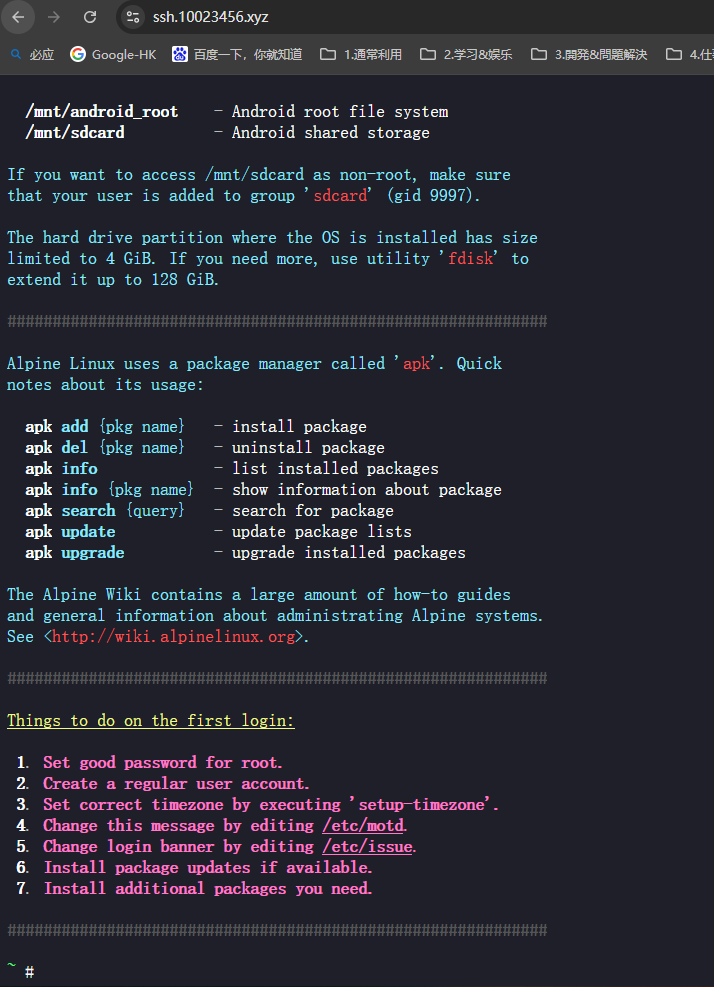 ssh.10023456.xyz
必应 Google-HK 百度一下，你就知道 1.通常利用 2.学习&娱乐 3.開発&問題解決 4.仕
/mnt/android_root - Android root file system
/mnt/sdcard - Android shared storage
If you want to access /mnt/sdcard as non-root, make sure
that your user is added to group 'sdcard' (gid 9997).
The hard drive partition where the OS is installed has size
limited to 4 GiB. If you need more, use utility 'fdisk' to
extend it up to 128 GiB.
############################################################
Alpine Linux uses a package manager called 'apk'. Quick
notes about its usage:
apk add {pkg name} - install package
apk del {pkg name} - uninstall package
apk info - list installed packages
apk info {pkg name} - show information about package
apk search {query} - search for package
apk update - update package lists
apk upgrade - upgrade installed packages
The Alpine Wiki contains a large amount of how-to guides
and general information about administrating Alpine systems.
See <http://wiki.alpinelinux.org>.
############################################################
Things to do on the first login:
1. Set good password for root.
2. Create a regular user account.
3. Set correct timezone by executing 'setup-timezone'.
4. Change this message by editing /etc/motd.
5. Change login banner by editing /etc/issue.
6. Install package updates if available.
7. Install additional packages you need.
############################################################
~ #